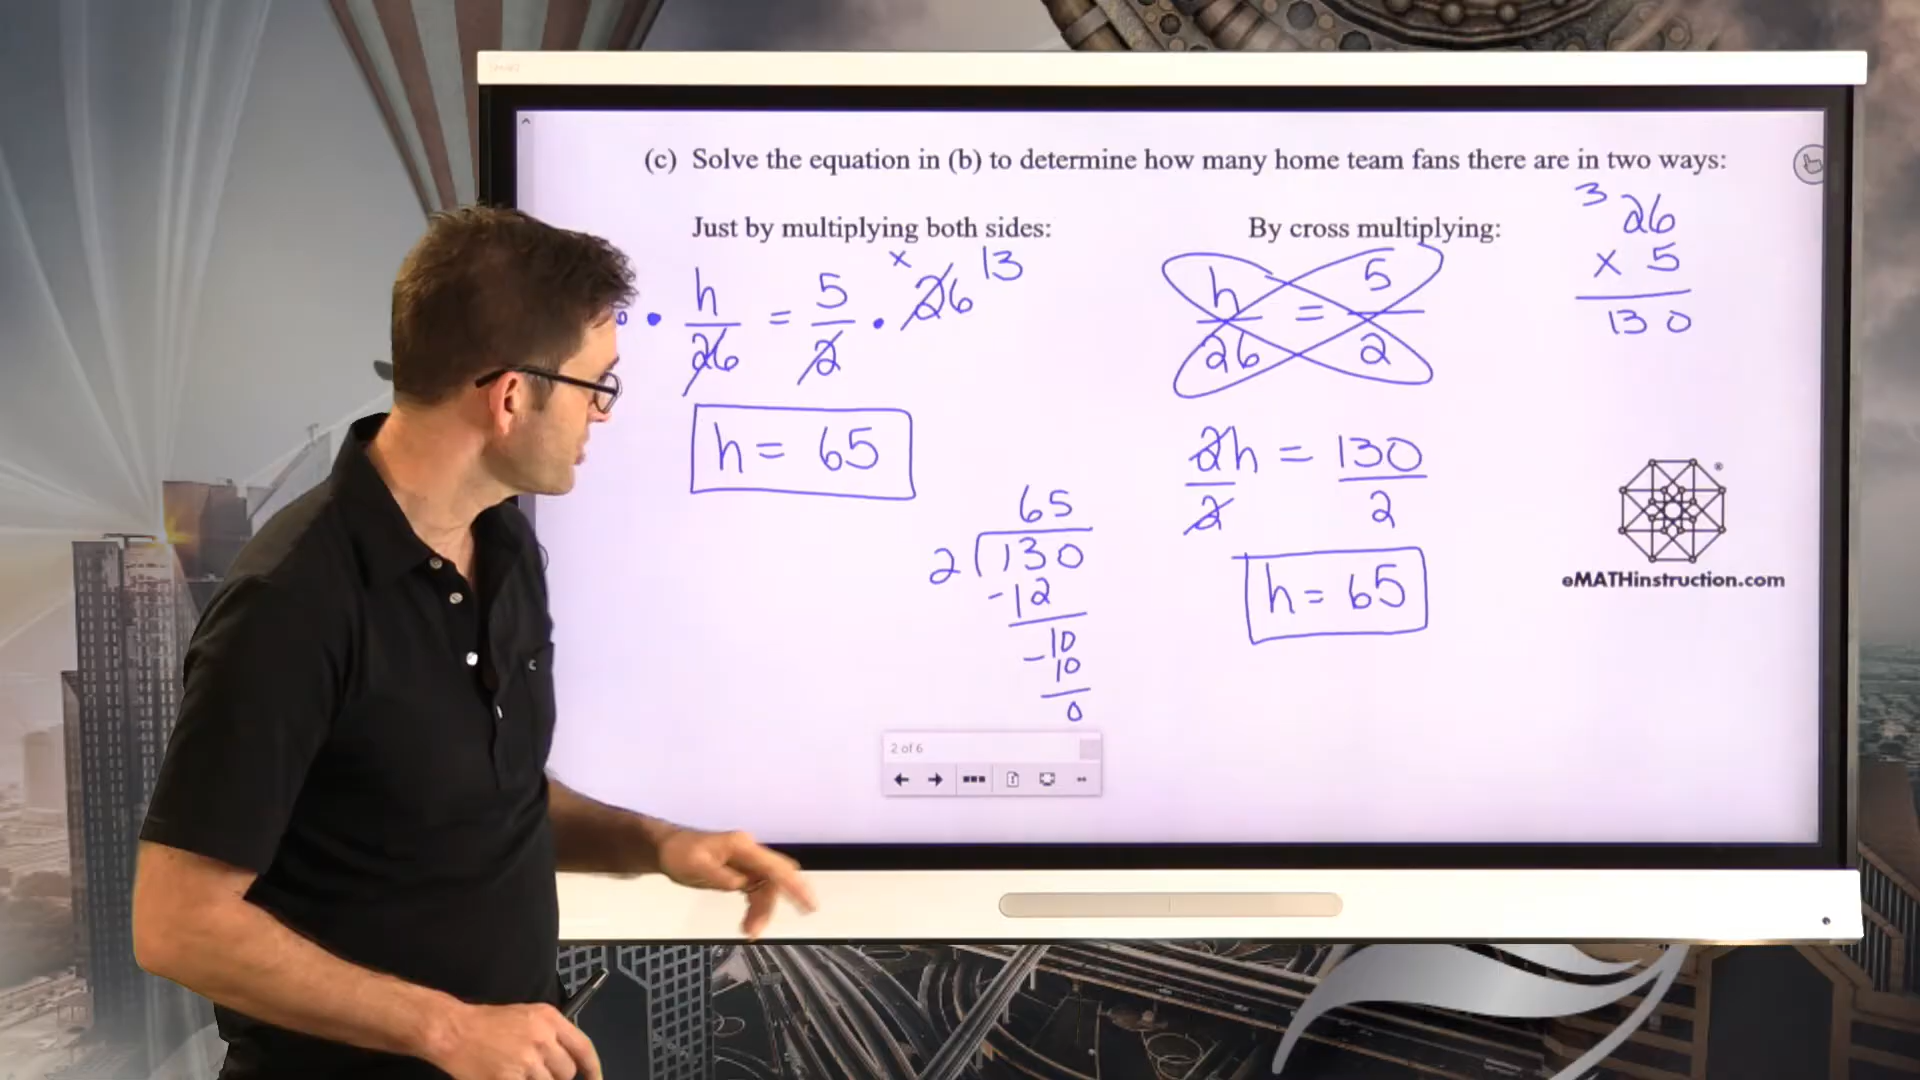 (c) Solve the equation in (b) to determine how many home team fans there are in two ways:
Just by multiplying both sides:
• h/26 = 5/2 • 26 13
h = 65
65
2)130
-12
10
-10
0
By cross multiplying:
h/26 = 5/2
2h/2 = 130/2
h = 65
3
26
x 5
130
eMATHinstruction.com
2 of 6